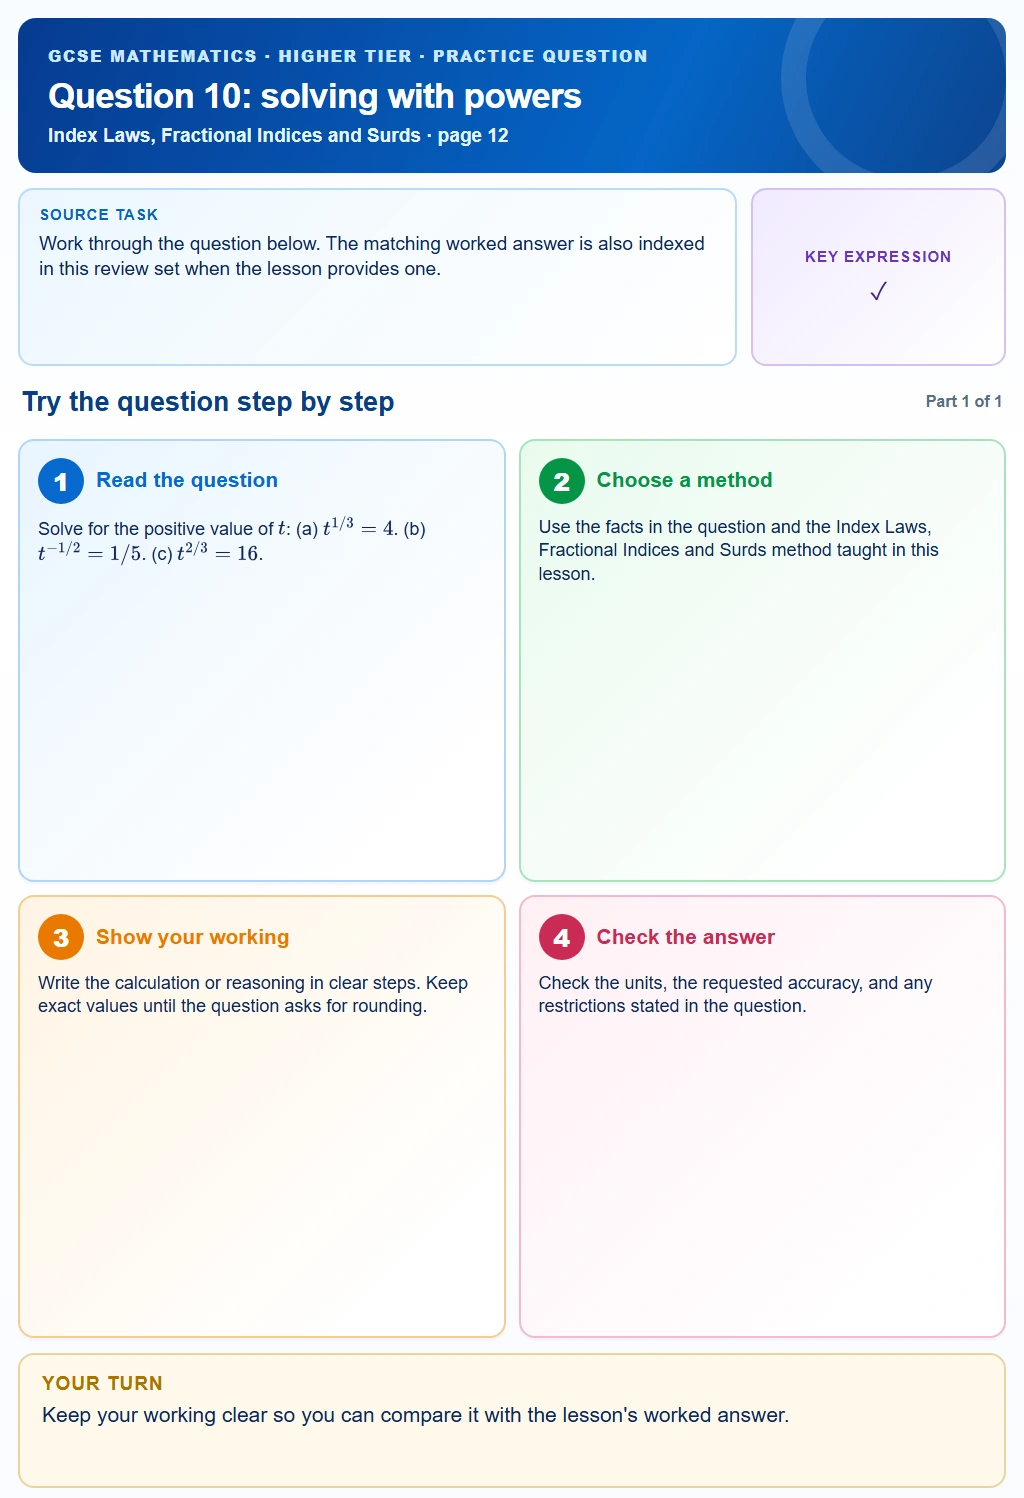 GCSE MATHEMATICS · HIGHER TIER · PRACTICE QUESTION
Question 10: solving with powers
Index Laws, Fractional Indices and Surds · page 12
SOURCE TASK
Work through the question below. The matching worked answer is also indexed
in this review set when the lesson provides one.
KEY EXPRESSION
✓
Try the question step by step
Part 1 of 1
1 Read the question
Solve for the positive value of t: (a) t^{1/3} = 4. (b)
t^{−1/2} = 1/5. (c) t^{2/3} = 16.
2 Choose a method
Use the facts in the question and the Index Laws,
Fractional Indices and Surds method taught in this
lesson.
3 Show your working
Write the calculation or reasoning in clear steps. Keep
exact values until the question asks for rounding.
4 Check the answer
Check the units, the requested accuracy, and any
restrictions stated in the question.
YOUR TURN
Keep your working clear so you can compare it with the lesson's worked answer.